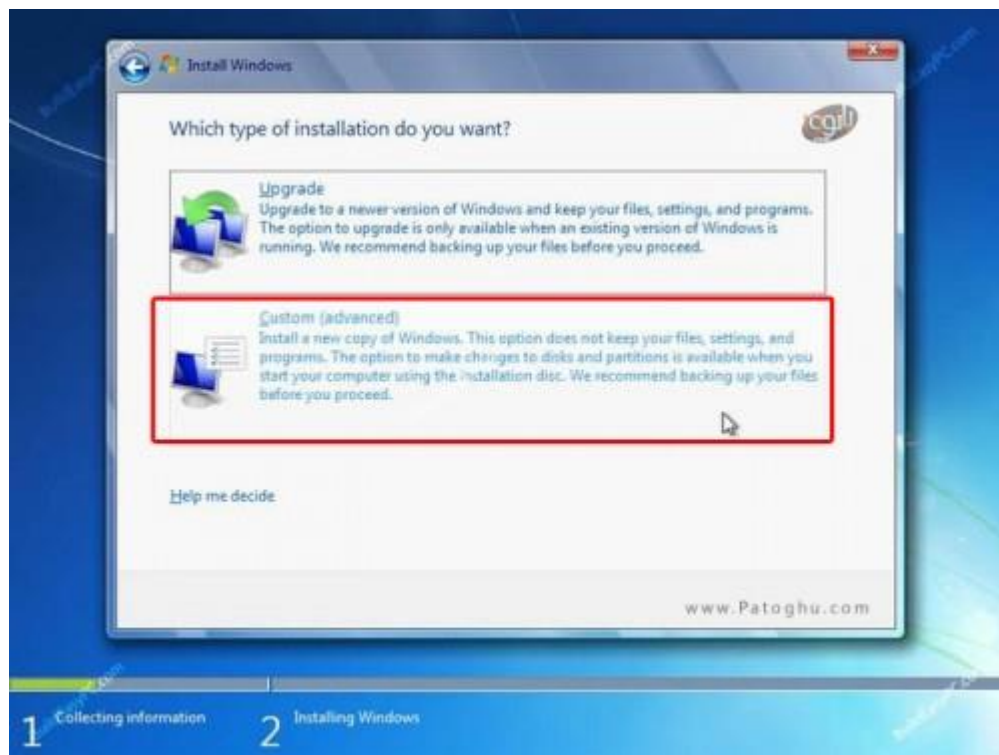 Install Windows
Which type of installation do you want?
Upgrade
Upgrade to a newer version of Windows and keep your files, settings, and programs.
The option to upgrade is only available when an existing version of Windows is
running. We recommend backing up your files before you proceed.
Custom (advanced)
Install a new copy of Windows. This option does not keep your files, settings, and
programs. The option to make changes to disks and partitions is available when you
start your computer using the installation disc. We recommend backing up your files
before you proceed.
Help me decide
www.Patoghu.com
1 Collecting information
2 Installing Windows